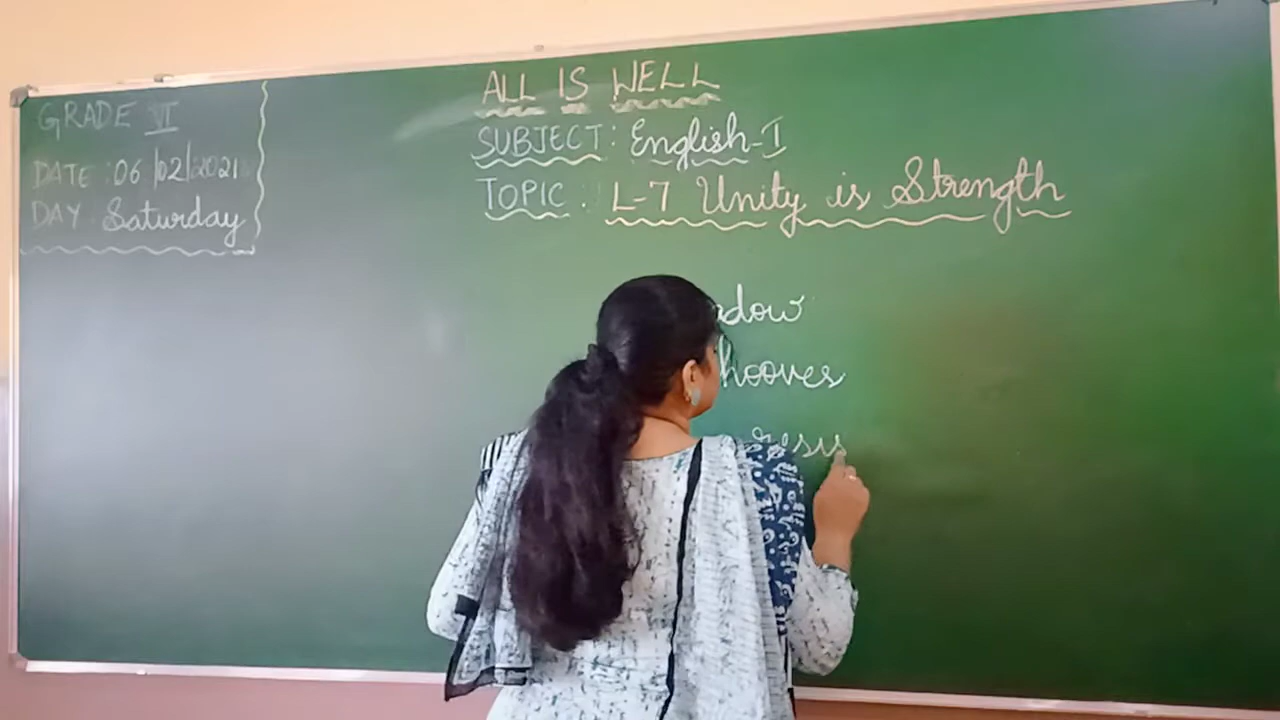 GRADE VI
DATE : 06/02/2021
DAY Saturday
ALL IS WELL
SUBJECT : English-I
TOPIC : L-7 Unity is Strength
hooves